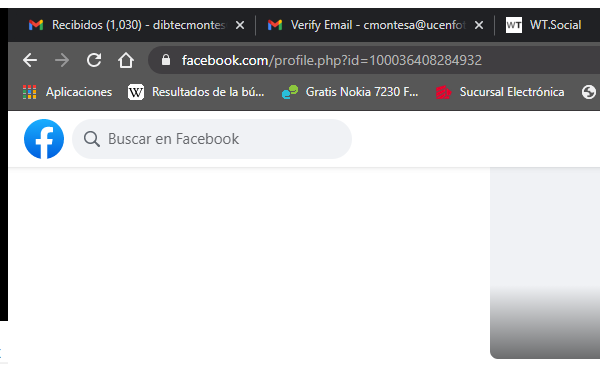 Recibidos (1,030) - dibtecmontes
Verify Email - cmontesa@ucenfot
WT WT.Social
facebook.com/profile.php?id=100036408284932
Aplicaciones
W Resultados de la bú...
Gratis Nokia 7230 F...
Sucursal Electrónica
Buscar en Facebook